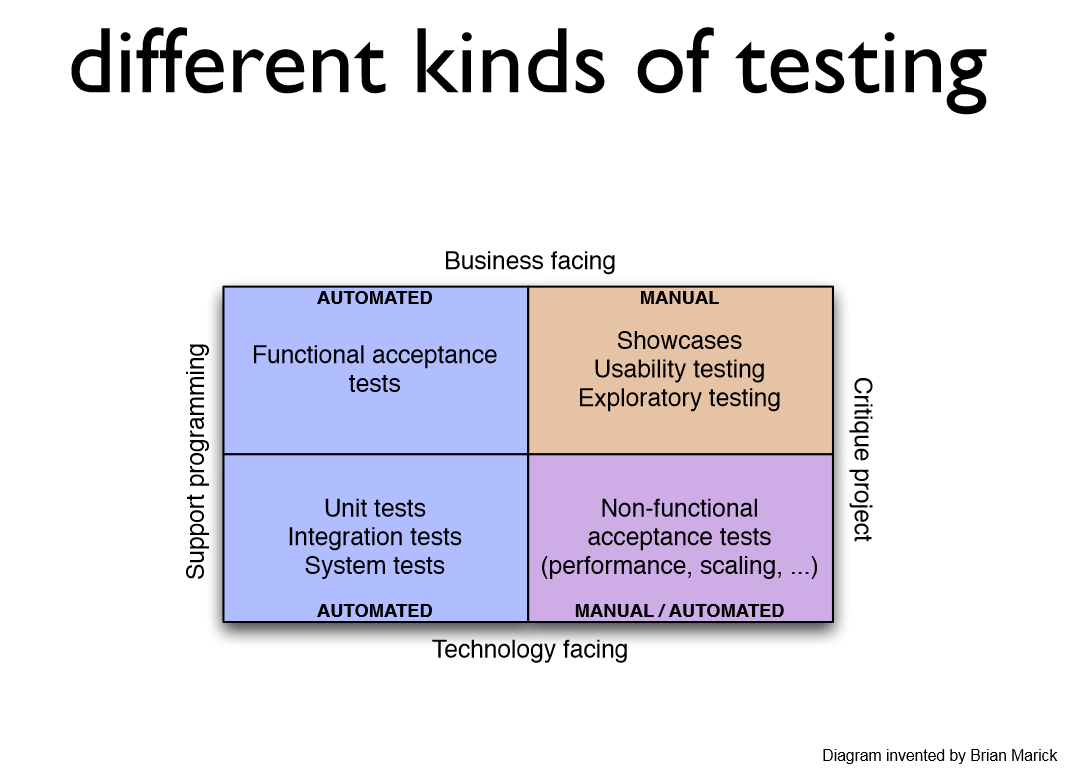 different kinds of testing
Business facing
AUTOMATED
Functional acceptance
tests
MANUAL
Showcases
Usability testing
Exploratory testing
Support programming
Critique project
Unit tests
Integration tests
System tests
AUTOMATED
Non-functional
acceptance tests
(performance, scaling, ...)
MANUAL / AUTOMATED
Technology facing
Diagram invented by Brian Marick